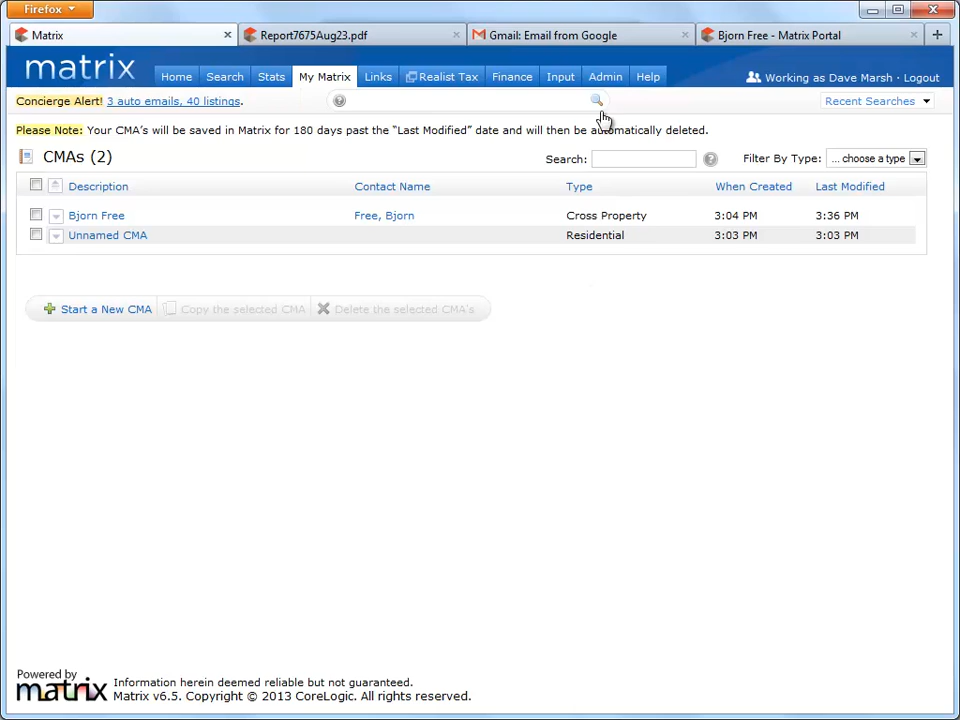 Firefox
Matrix
Report7675Aug23.pdf
Gmail: Email from Google
Bjorn Free - Matrix Portal
matrix
Home Search Stats My Matrix Links Realist Tax Finance Input Admin Help
Working as Dave Marsh · Logout
Concierge Alert! 3 auto emails, 40 listings.
Recent Searches
Please Note: Your CMA's will be saved in Matrix for 180 days past the “Last Modified” date and will then be automatically deleted.
CMAs (2)
Search:
Filter By Type: ... choose a type
Description Contact Name Type When Created Last Modified
Bjorn Free Free, Bjorn Cross Property 3:04 PM 3:36 PM
Unnamed CMA Residential 3:03 PM 3:03 PM
Start a New CMA Copy the selected CMA Delete the selected CMA's
Powered by
matrix
Information herein deemed reliable but not guaranteed.
Matrix v6.5. Copyright © 2013 CoreLogic. All rights reserved.